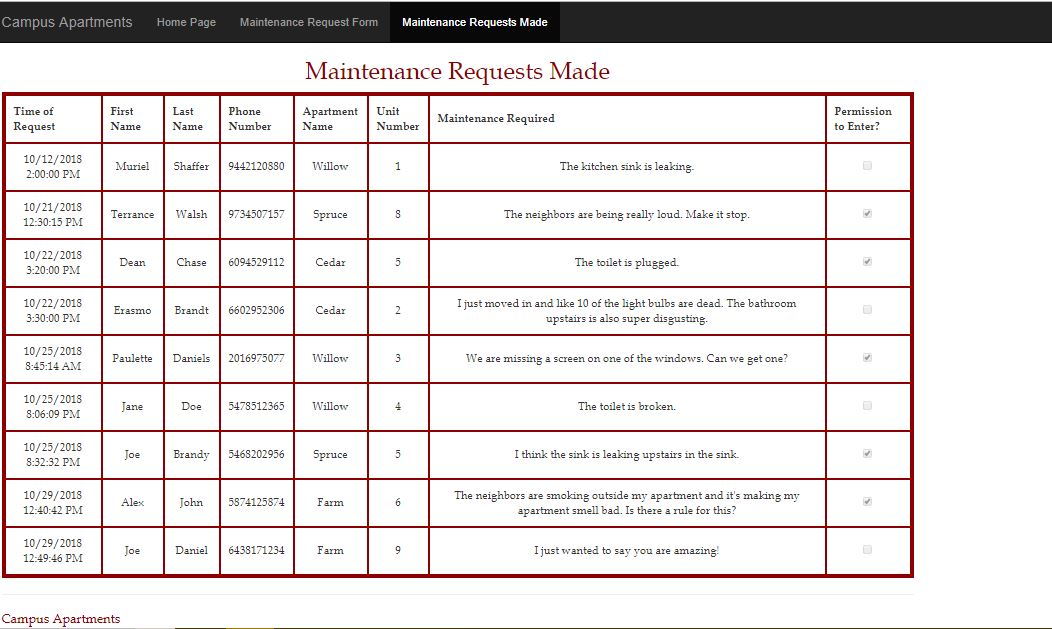 Campus Apartments Home Page Maintenance Request Form Maintenance Requests Made
Maintenance Requests Made
Time of Request First Name Last Name Phone Number Apartment Name Unit Number Maintenance Required Permission to Enter?
10/12/2018 2:00:00 PM Muriel Shaffer 9442120880 Willow 1 The kitchen sink is leaking.
10/21/2018 12:30:15 PM Terrance Walsh 9734507157 Spruce 8 The neighbors are being really loud. Make it stop.
10/22/2018 3:20:00 PM Dean Chase 6094529112 Cedar 5 The toilet is plugged.
10/22/2018 3:30:00 PM Erasmo Brandt 6602952306 Cedar 2 I just moved in and like 10 of the light bulbs are dead. The bathroom upstairs is also super disgusting.
10/25/2018 8:45:14 AM Paulette Daniels 2016975077 Willow 3 We are missing a screen on one of the windows. Can we get one?
10/25/2018 8:06:09 PM Jane Doe 5478512365 Willow 4 The toilet is broken.
10/25/2018 8:32:32 PM Joe Brandy 5468202956 Spruce 5 I think the sink is leaking upstairs in the sink.
10/29/2018 12:40:42 PM Alex John 5874125874 Farm 6 The neighbors are smoking outside my apartment and it's making my apartment smell bad. Is there a rule for this?
10/29/2018 12:49:46 PM Joe Daniel 6438171234 Farm 9 I just wanted to say you are amazing!
Campus Apartments